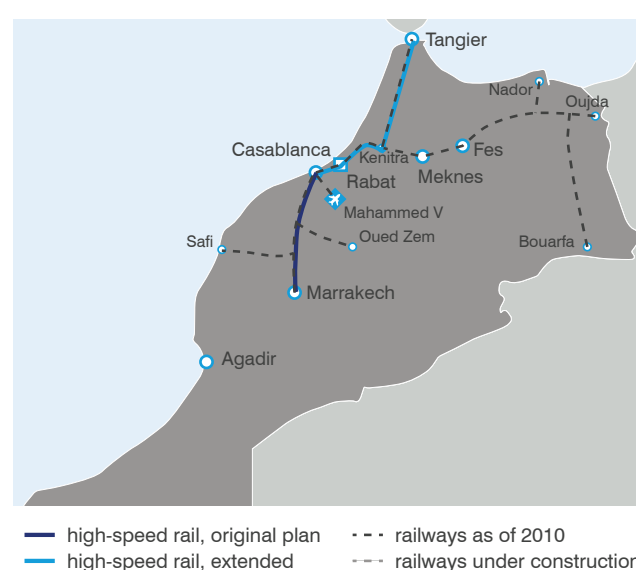 Tangier
Nador
Oujda
Casablanca
Kenitra
Fes
Rabat
Meknes
Mahammed V
Safi
Oued Zem
Bouarfa
Marrakech
Agadir
high-speed rail, original plan
railways as of 2010
high-speed rail, extended
railways under construction